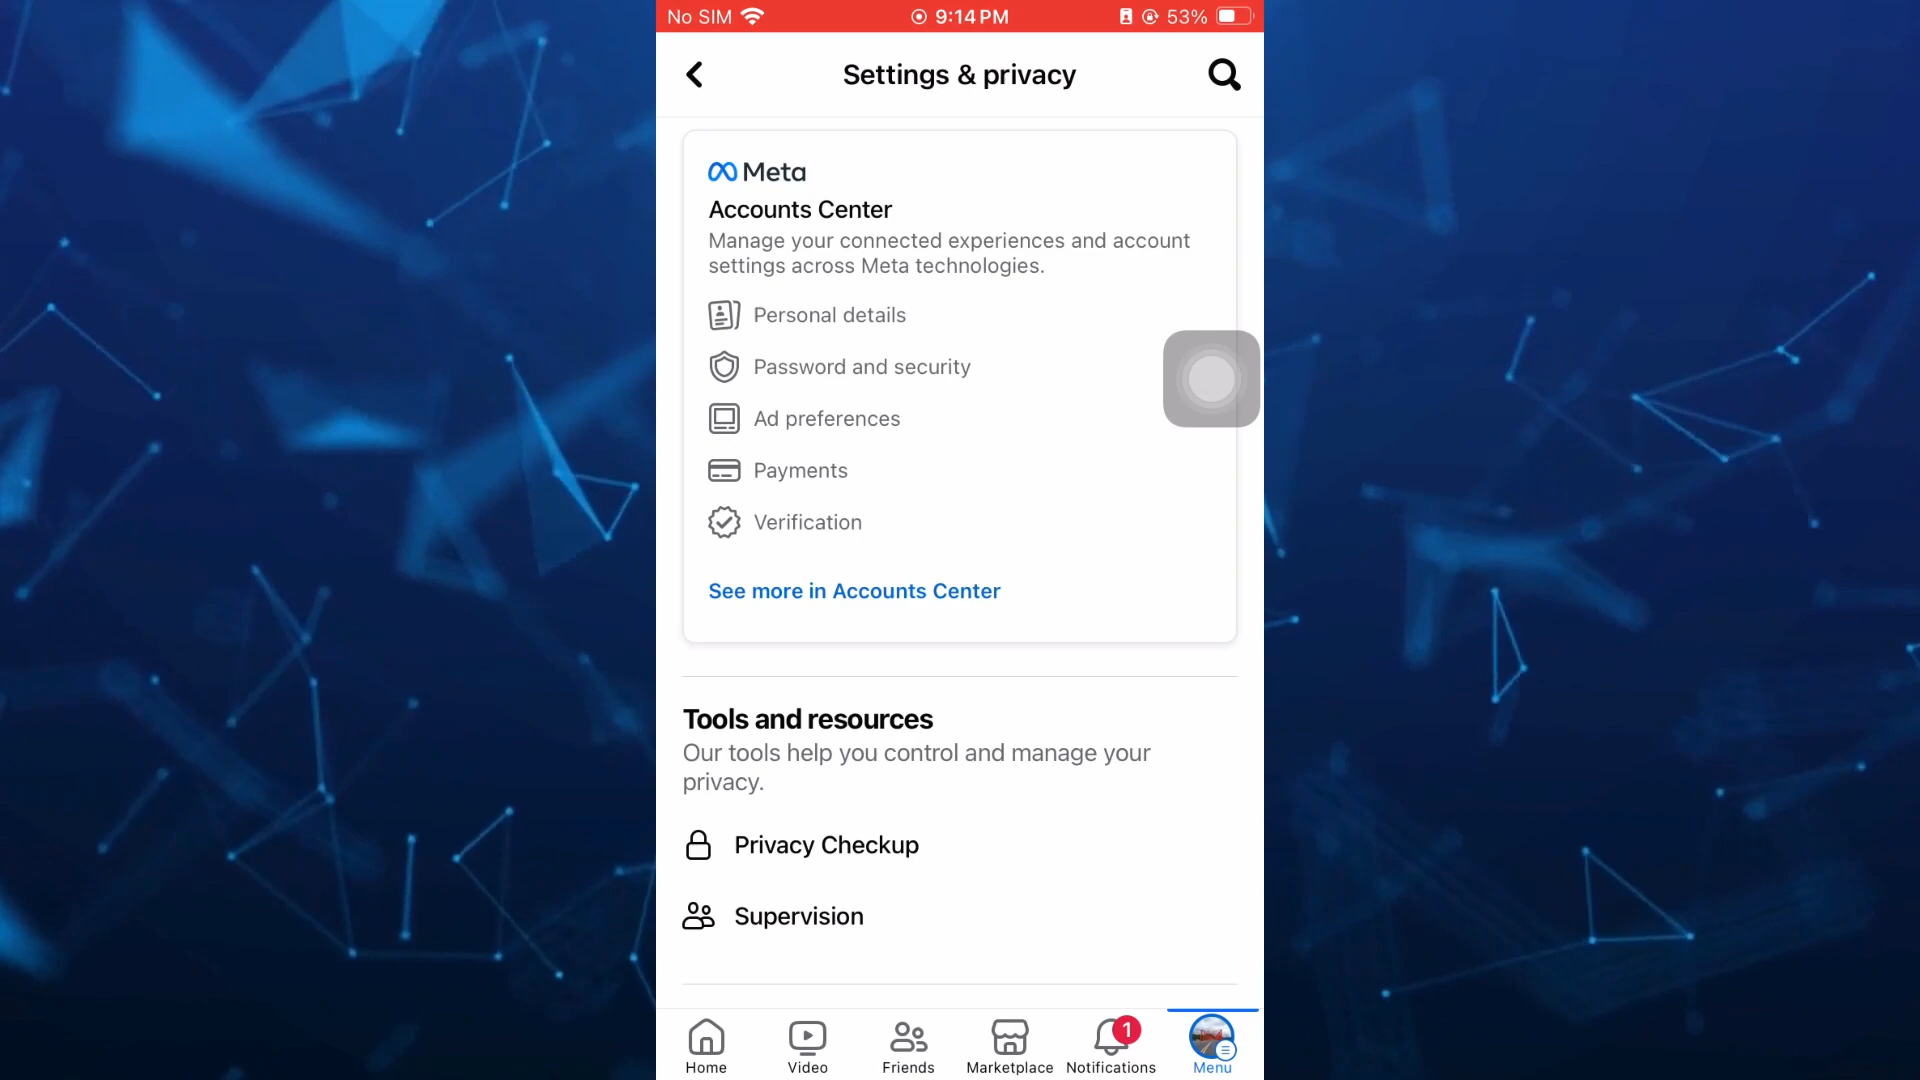 No SIM 9:14 PM 53%
Settings & privacy
Meta
Accounts Center
Manage your connected experiences and account
settings across Meta technologies.
Personal details
Password and security
Ad preferences
Payments
Verification
See more in Accounts Center
Tools and resources
Our tools help you control and manage your
privacy.
Privacy Checkup
Supervision
1
Home Video Friends Marketplace Notifications Menu